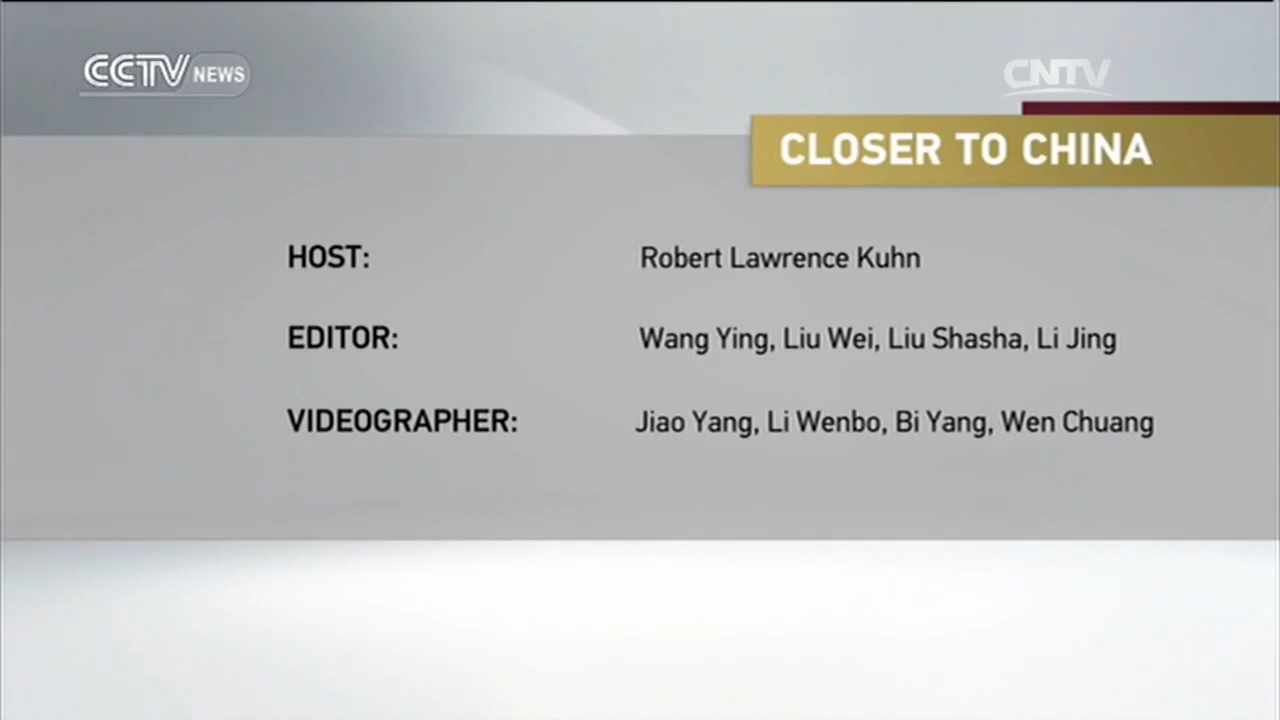 CCTV NEWS
CNTV
CLOSER TO CHINA
HOST: Robert Lawrence Kuhn
EDITOR: Wang Ying, Liu Wei, Liu Shasha, Li Jing
VIDEOGRAPHER: Jiao Yang, Li Wenbo, Bi Yang, Wen Chuang